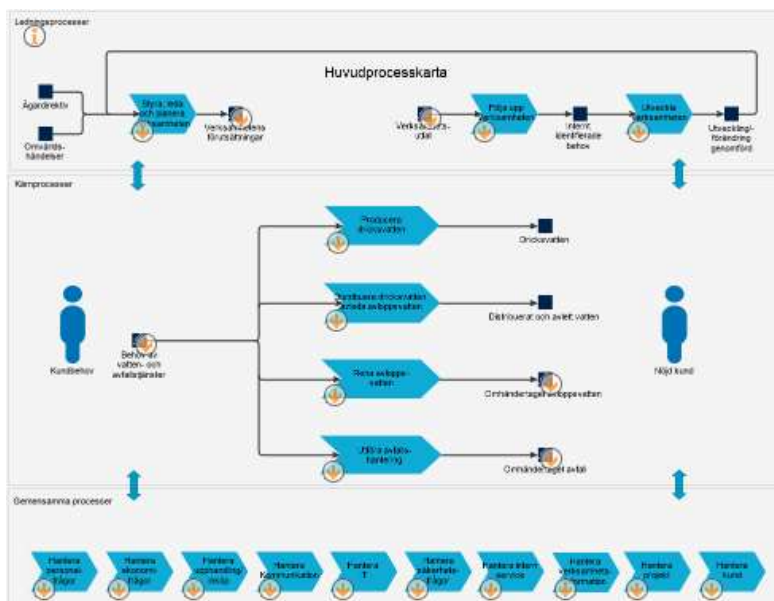 Ledningsprocesser
Huvudprocesskarta
Ägardirektiv
Omvärlds-
händelser
Styra, leda
och planera
verksamheten
Verksamhetens
förutsättningar
Verksamhets-
utfall
Följa upp
verksamheten
Internt
identifierade
behov
Utveckla
verksamheten
Utveckling/-
förändring
genomförd
Kärnprocesser
Producera
dricksvatten
Dricksvatten
Distribuera dricksvatten
avleda avloppsvatten
Distribuerat och avlett vatten
Kundbehov
Behov av
vatten- och
avfallstjänster
Rena avlopps-
vatten
Omhändertaget avloppsvatten
Nöjd kund
Utföra avfalls-
hantering
Omhändertaget avfall
Gemensamma processer
Hantera
personal-
frågor
Hantera
ekonomi-
frågor
Hantera
upphandling/
Hantera
Kommunikation
Hantera
IT
Hantera
säkerhets-
frågor
Hantera intern
service
Hantera
verksamhets-
information
Hantera
projekt
Hantera
kund